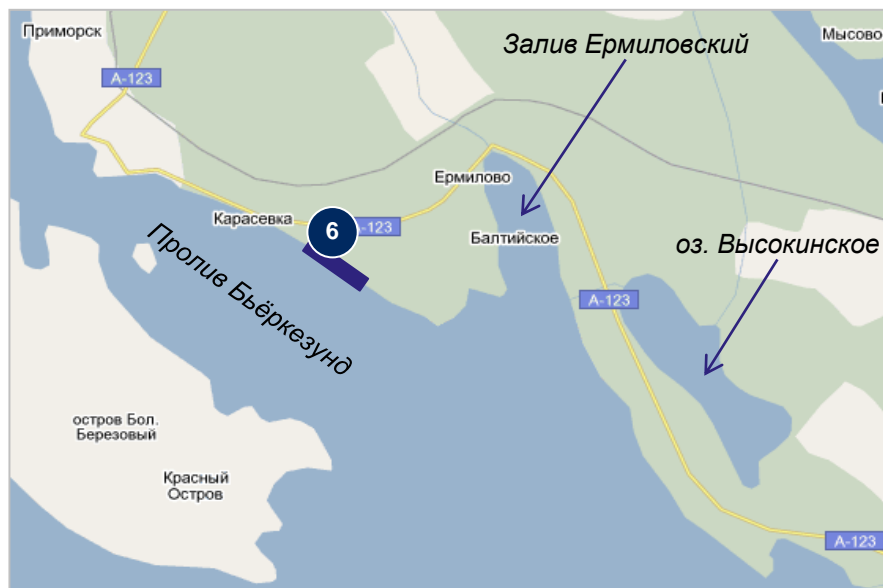 Приморск
Залив Ермиловский
Мысово
А-123
Ермилово
Карасевка
6
А-123
Балтийское
оз. Высокинское
Пролив Бьёркезунд
А-123
остров Бол.
Березовый
Красный
Остров
А-123